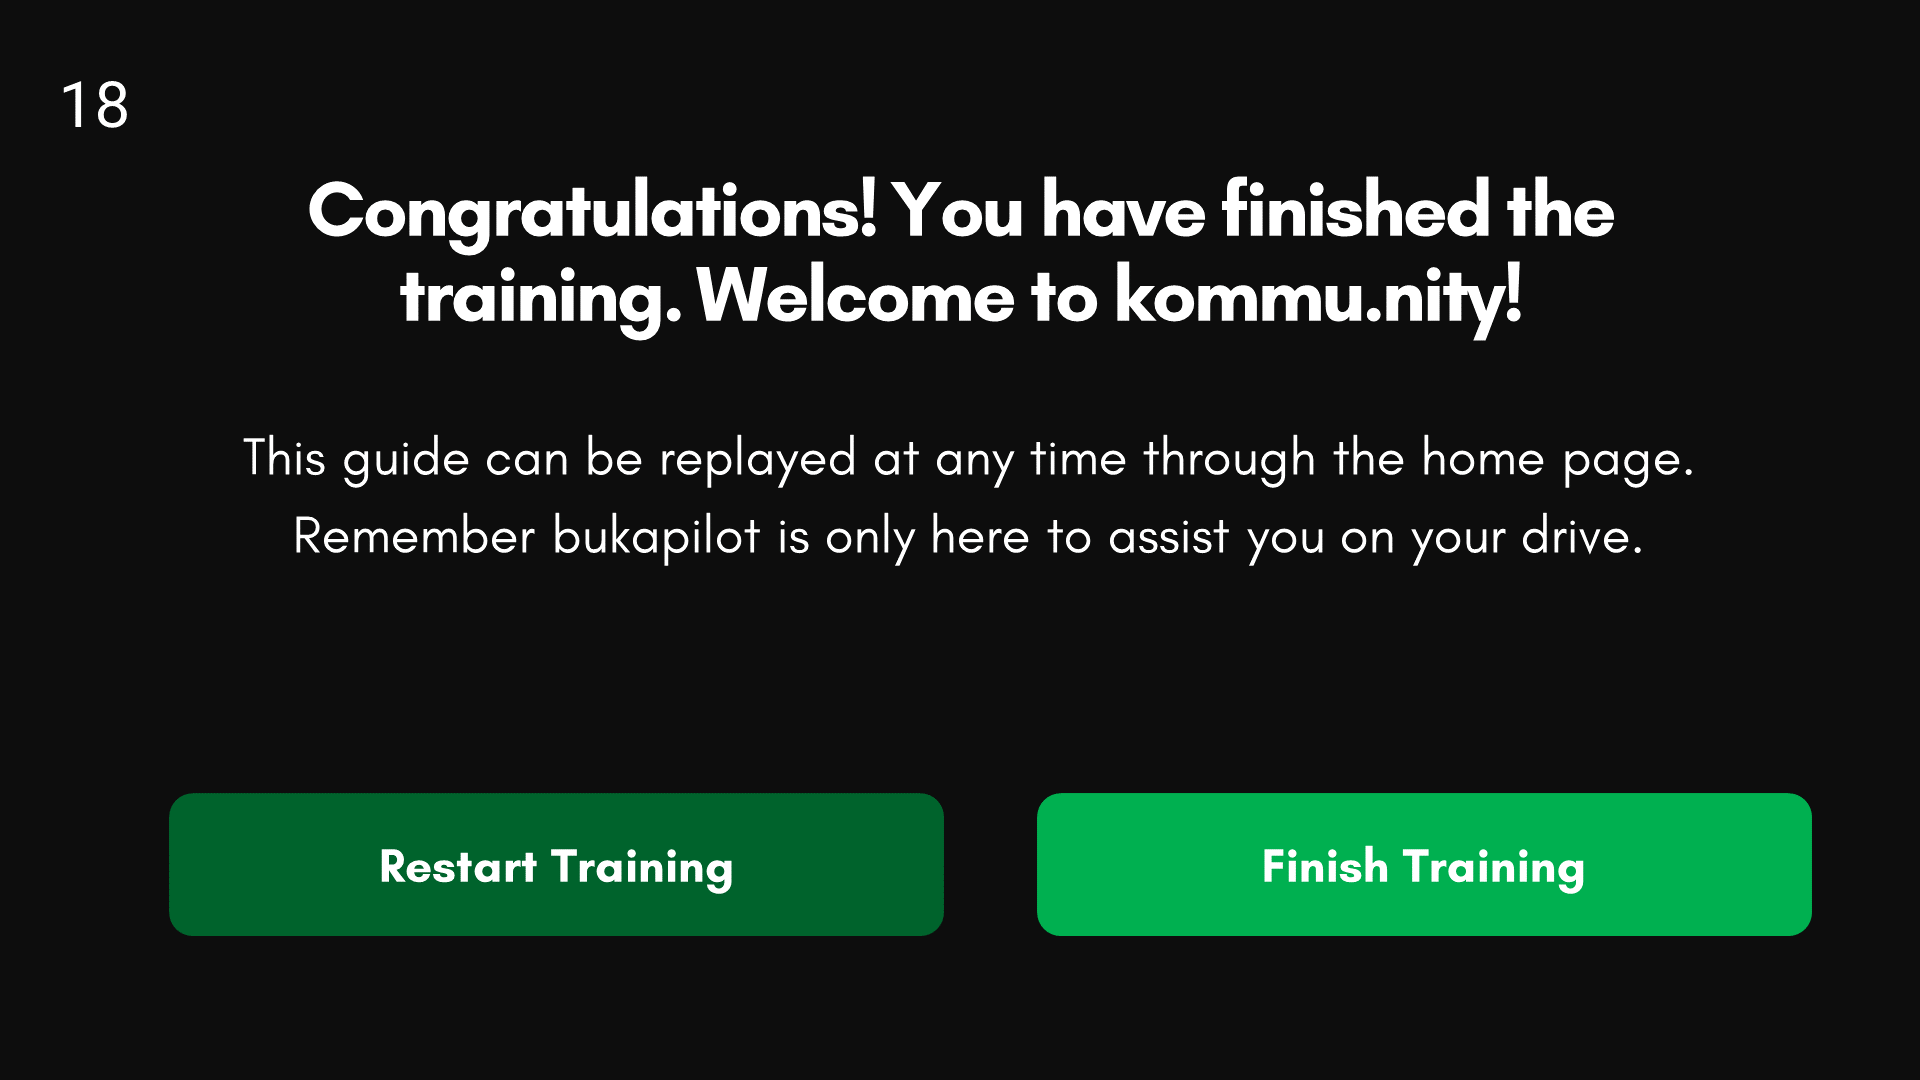 18
Congratulations! You have finished the
training. Welcome to kommu.nity!
This guide can be replayed at any time through the home page.
Remember bukapilot is only here to assist you on your drive.
Restart Training
Finish Training